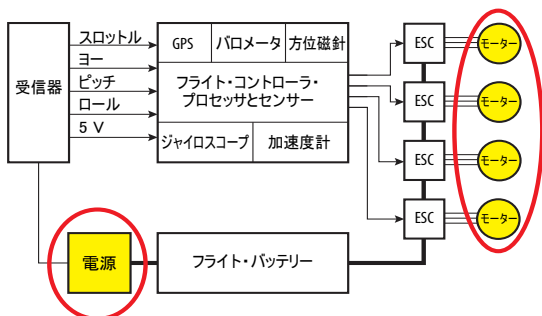 受信器
スロットル
ヨー
ピッチ
ロール
5 V
GPS
バロメータ
方位磁針
フライト・コントローラ・
プロセッサとセンサー
ジャイロスコープ
加速度計
ESC
モーター
ESC
モーター
ESC
モーター
ESC
モーター
電源
フライト・バッテリー